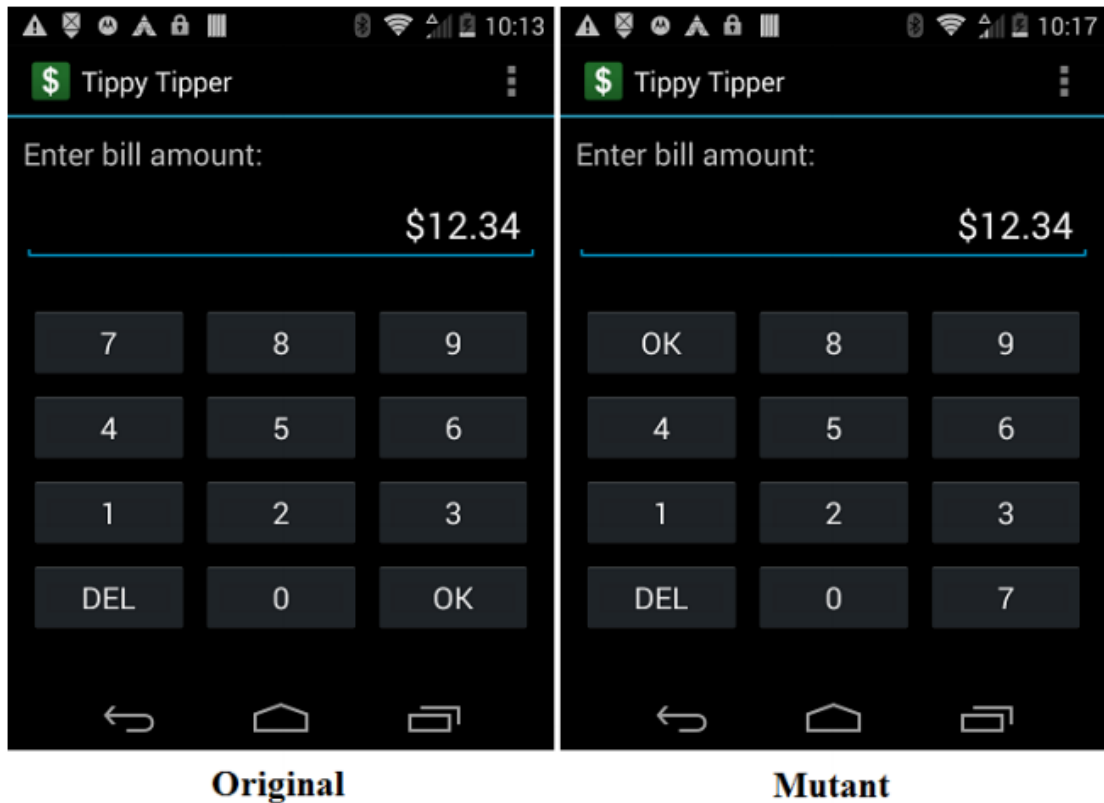 10:13
Tippy Tipper
Enter bill amount:
$12.34
7 8 9
4 5 6
1 2 3
DEL 0 OK
Original
10:17
Tippy Tipper
Enter bill amount:
$12.34
OK 8 9
4 5 6
1 2 3
DEL 0 7
Mutant